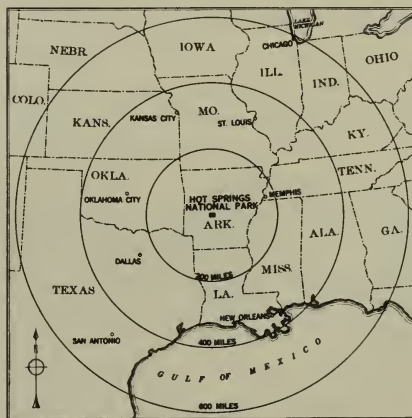 LAKE MICHIGAN
NEBR.
IOWA
CHICAGO
ILL.
IND.
OHIO
COLO.
KANS.
KANSAS CITY
MO.
ST. LOUIS
KY.
TENN.
OKLA.
OKLAHOMA CITY
HOT SPRINGS
NATIONAL PARK
ARK.
MEMPHIS
DALLAS
MISS.
ALA.
GA.
200 MILES
TEXAS
LA.
NEW ORLEANS
SAN ANTONIO
400 MILES
GULF OF MEXICO
600 MILES
N